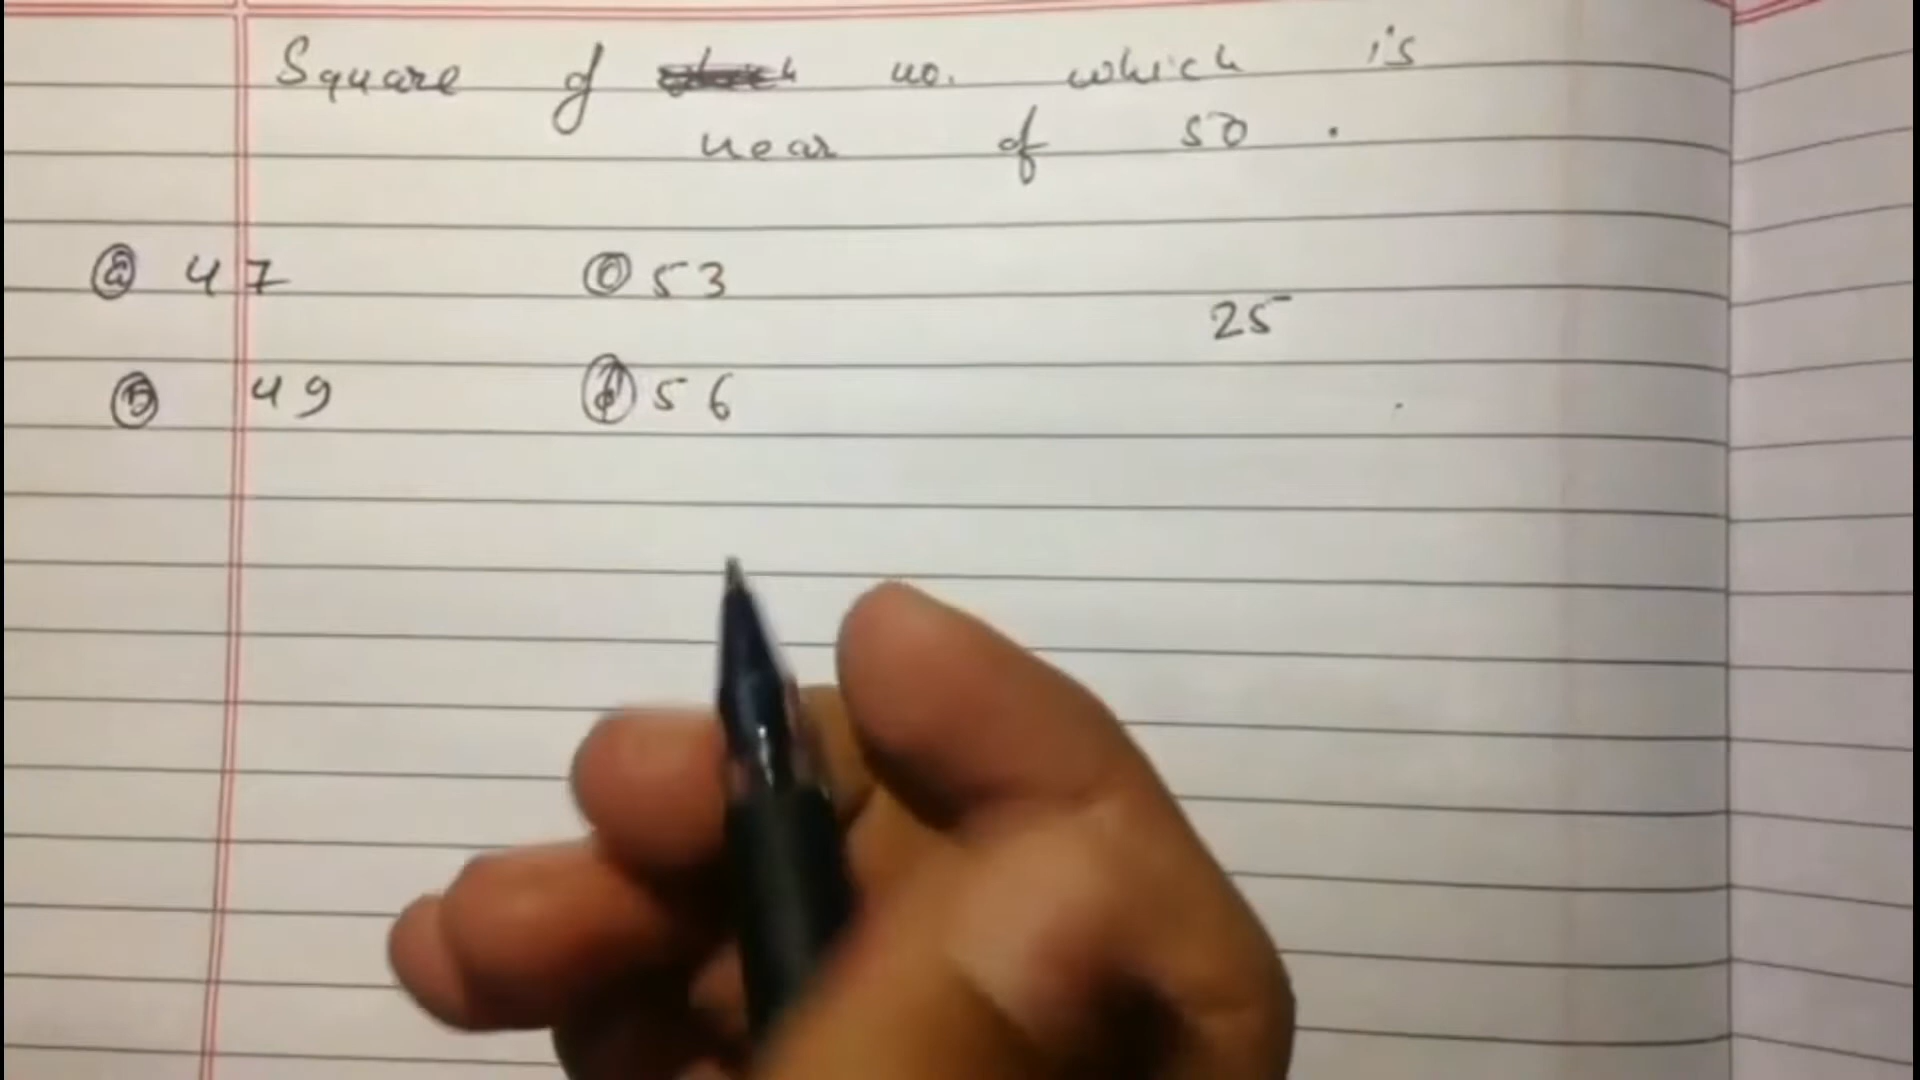 Square of no. which is
near of 50.
(a) 47 (c) 53
25
(b) 49 (d) 56